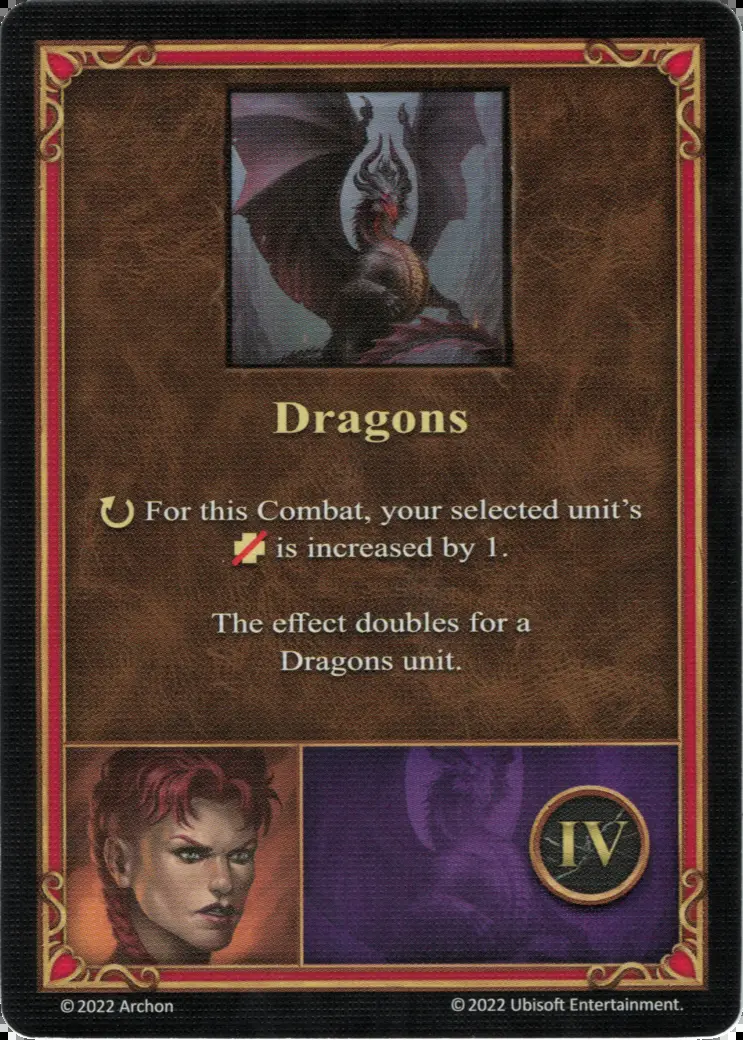 Dragons
For this Combat, your selected unit's
is increased by 1.
The effect doubles for a
Dragons unit.
IV
© 2022 Archon
© 2022 Ubisoft Entertainment.